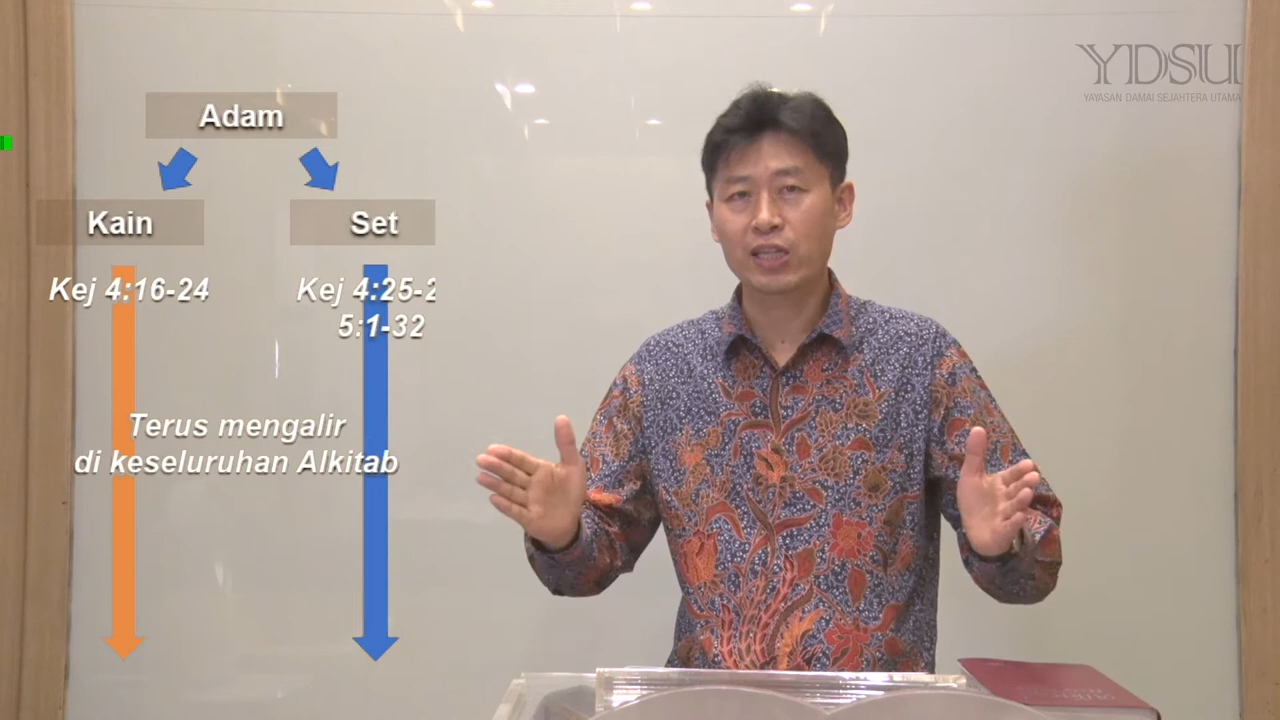 YDSU
YAYASAN DAMAI SEJAHTERA UTAMA
Adam
Kain
Set
Kej 4:16-24
Kej 4:25-2
5:1-32
Terus mengalir
di keseluruhan Alkitab